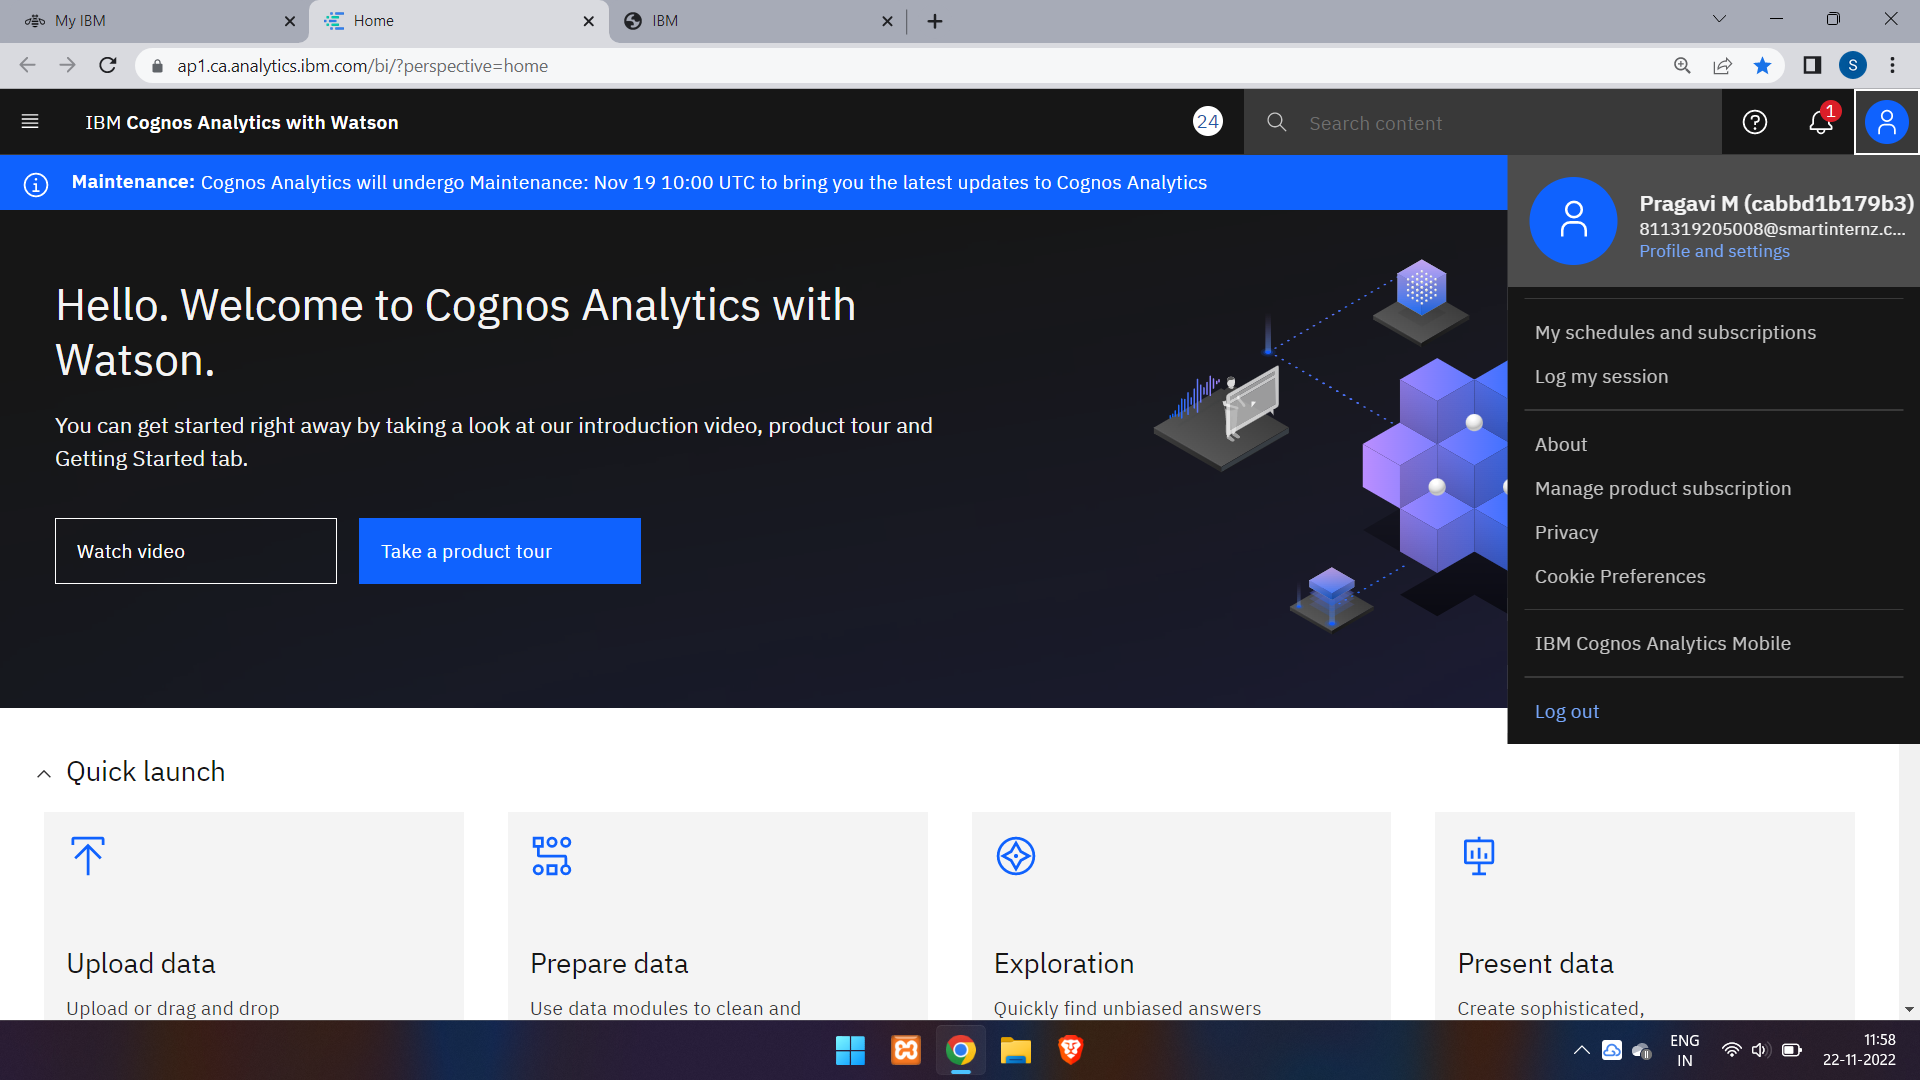 My IBM
Home
IBM
ap1.ca.analytics.ibm.com/bi/?perspective=home
S
IBM Cognos Analytics with Watson
24
Search content
1
Maintenance: Cognos Analytics will undergo Maintenance: Nov 19 10:00 UTC to bring you the latest updates to Cognos Analytics
Pragavi M (cabbd1b179b3)
811319205008@smartinternz.c...
Profile and settings
My schedules and subscriptions
Log my session
About
Manage product subscription
Privacy
Cookie Preferences
IBM Cognos Analytics Mobile
Log out
Hello. Welcome to Cognos Analytics with
Watson.
You can get started right away by taking a look at our introduction video, product tour and
Getting Started tab.
Watch video
Take a product tour
Quick launch
Upload data
Upload or drag and drop
Prepare data
Use data modules to clean and
Exploration
Quickly find unbiased answers
Present data
Create sophisticated,
ENG
IN
11:58
22-11-2022